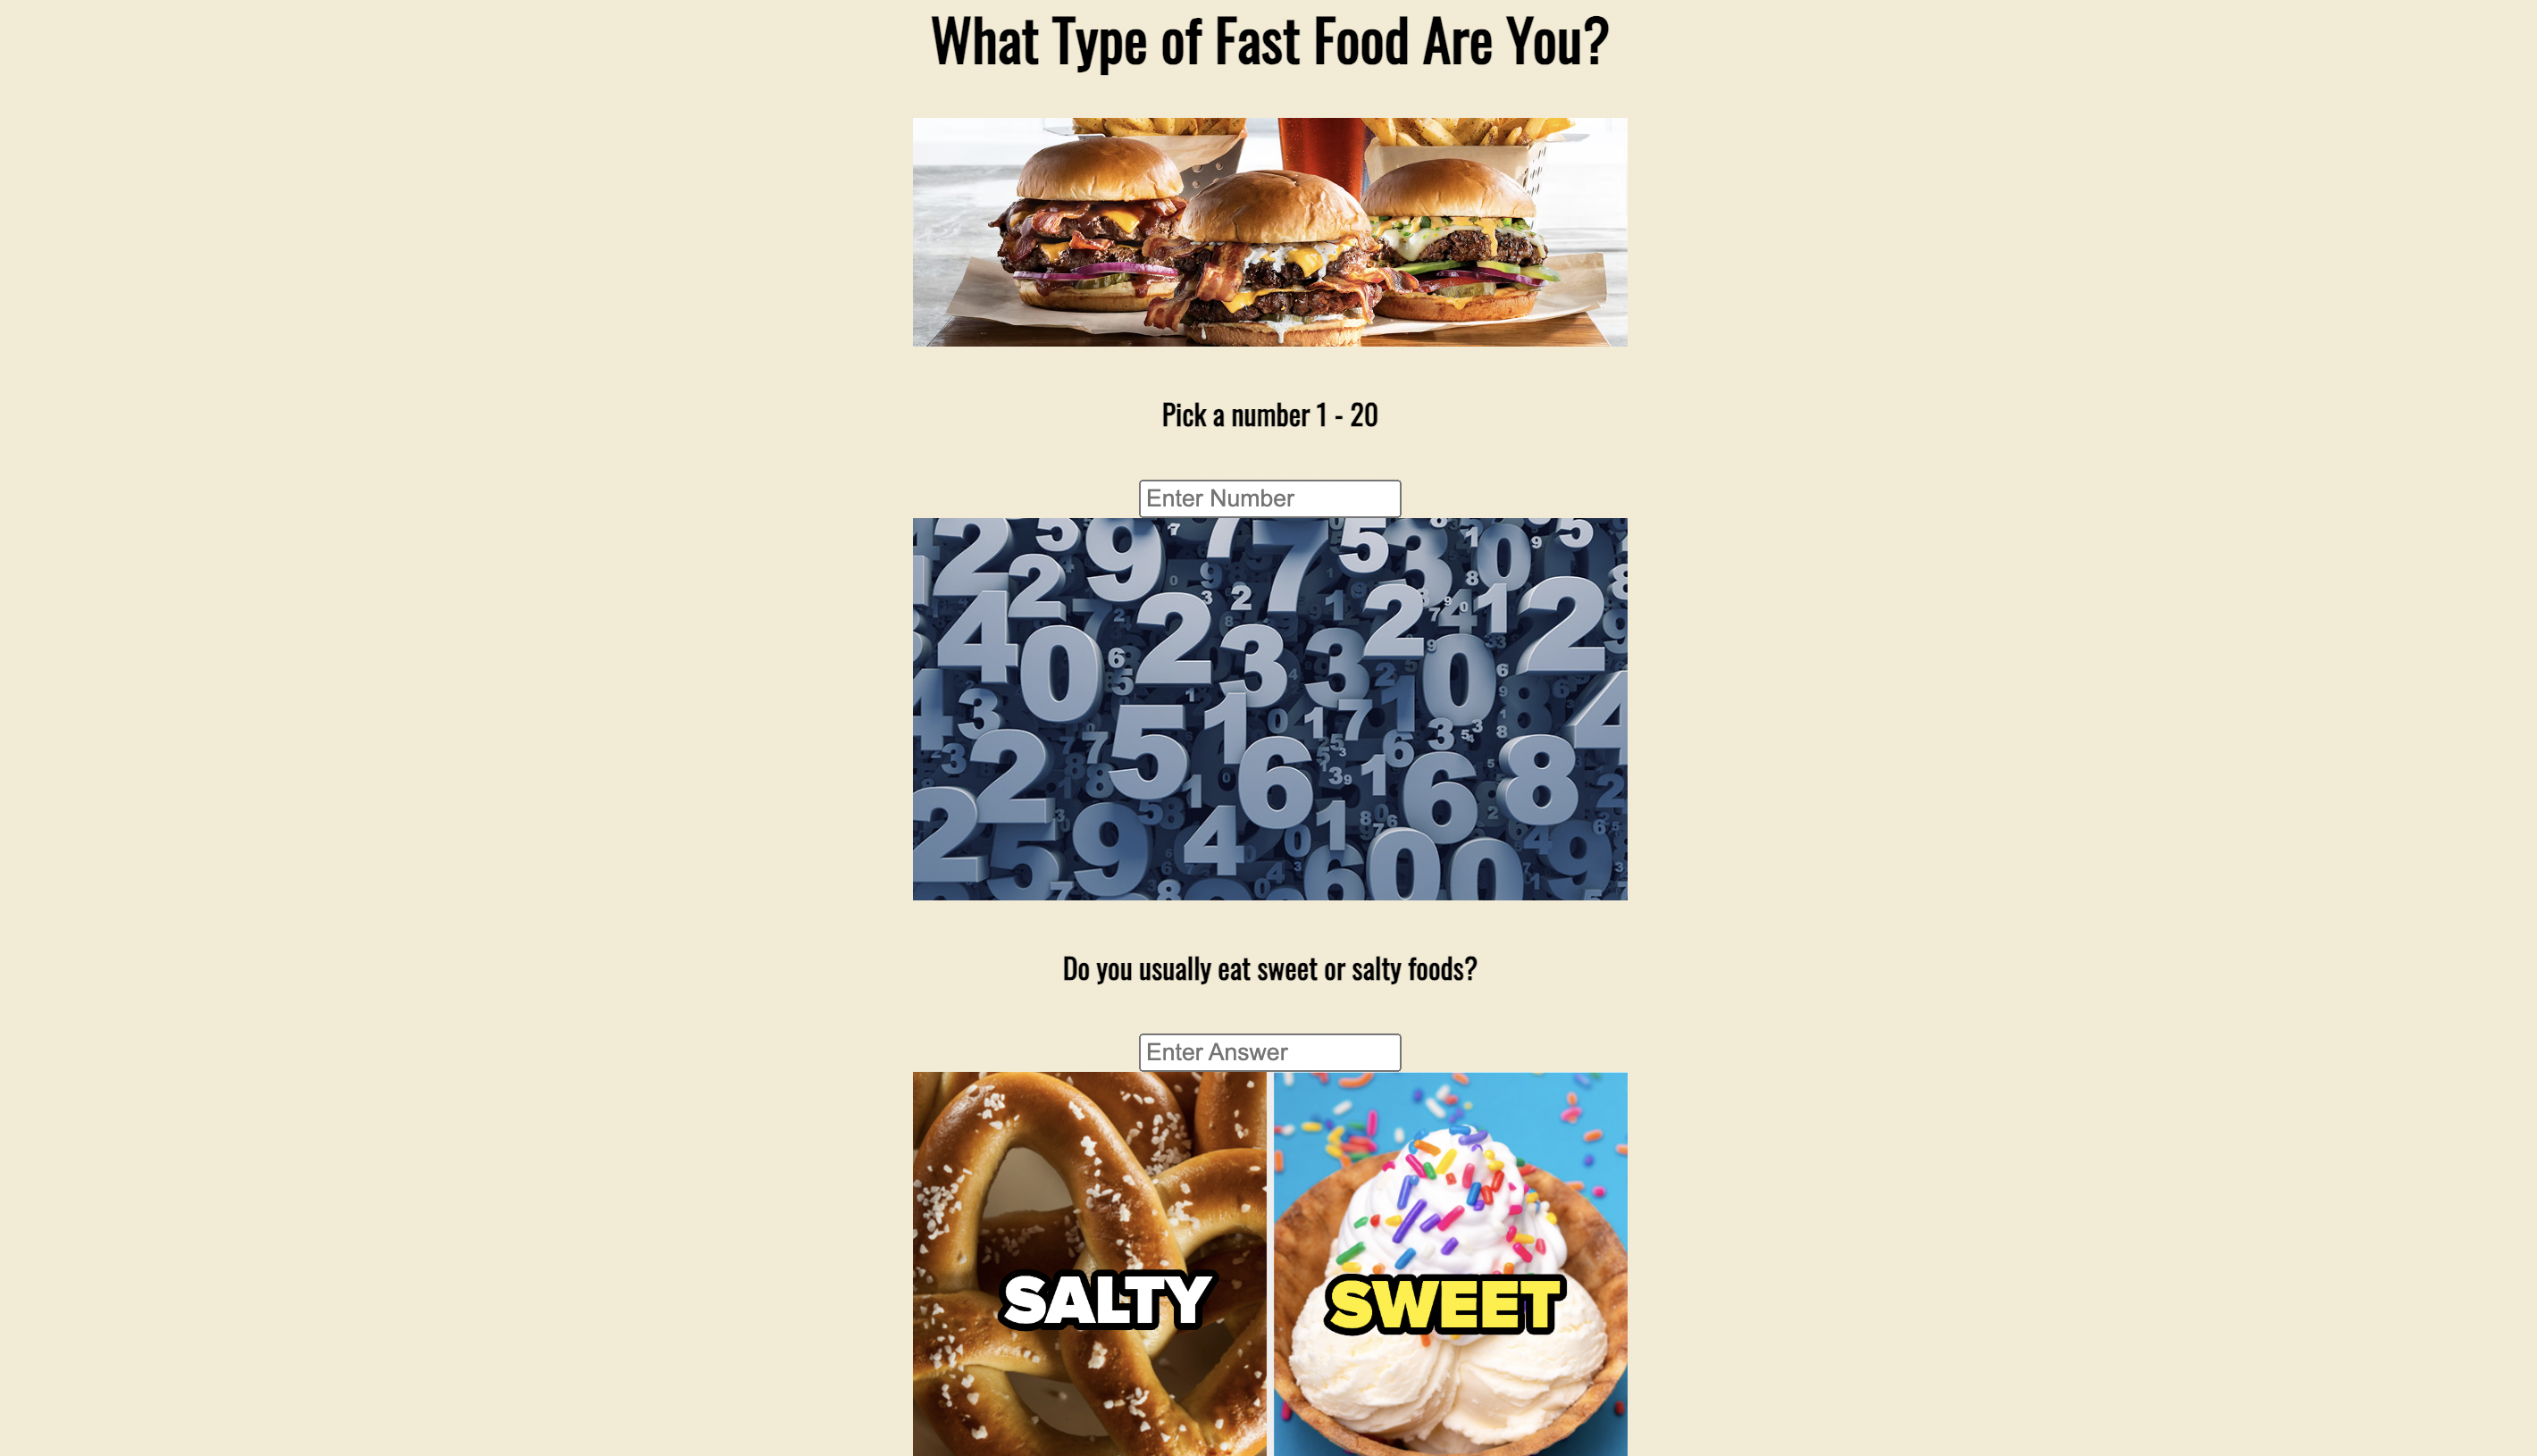 What Type of Fast Food Are You?
Pick a number 1 - 20
Enter Number
Do you usually eat sweet or salty foods?
Enter Answer
SALTY
SWEET